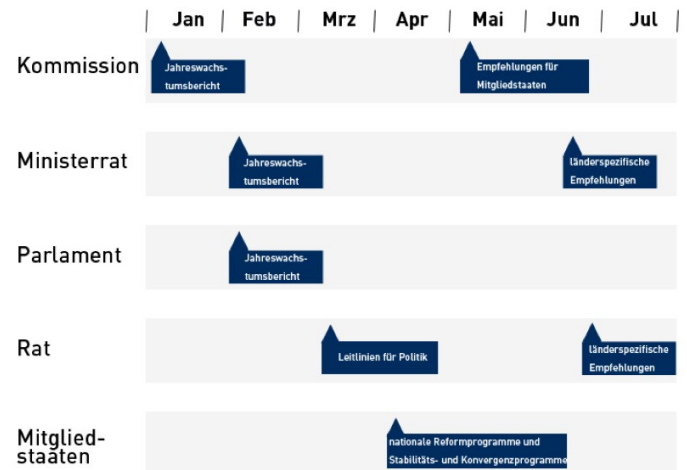 Jan Feb Mrz Apr Mai Jun Jul
Kommission
Jahreswachs-
tumsbericht
Empfehlungen für
Mitgliedstaaten
Ministerrat
Jahreswachs-
tumsbericht
länderspezifische
Empfehlungen
Parlament
Jahreswachs-
tumsbericht
Rat
Leitlinien für Politik
länderspezifische
Empfehlungen
Mitglied-
staaten
nationale Reformprogramme und
Stabilitäts- und Konvergenzprogramme